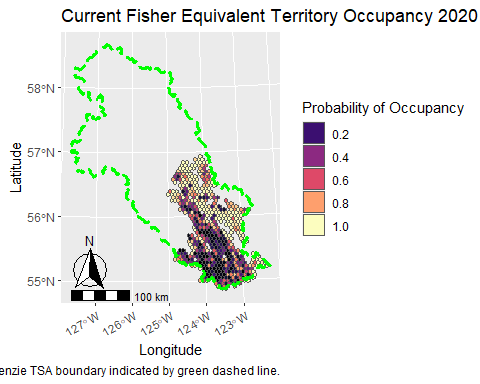 Current Fisher Equivalent Territory Occupancy 2020
58°N
57°N
56°N
55°N
Latitude
N
100 km
127°W
126°W
125°W
124°W
123°W
Longitude
Probability of Occupancy
0.2
0.4
0.6
0.8
1.0
enzie TSA boundary indicated by green dashed line.